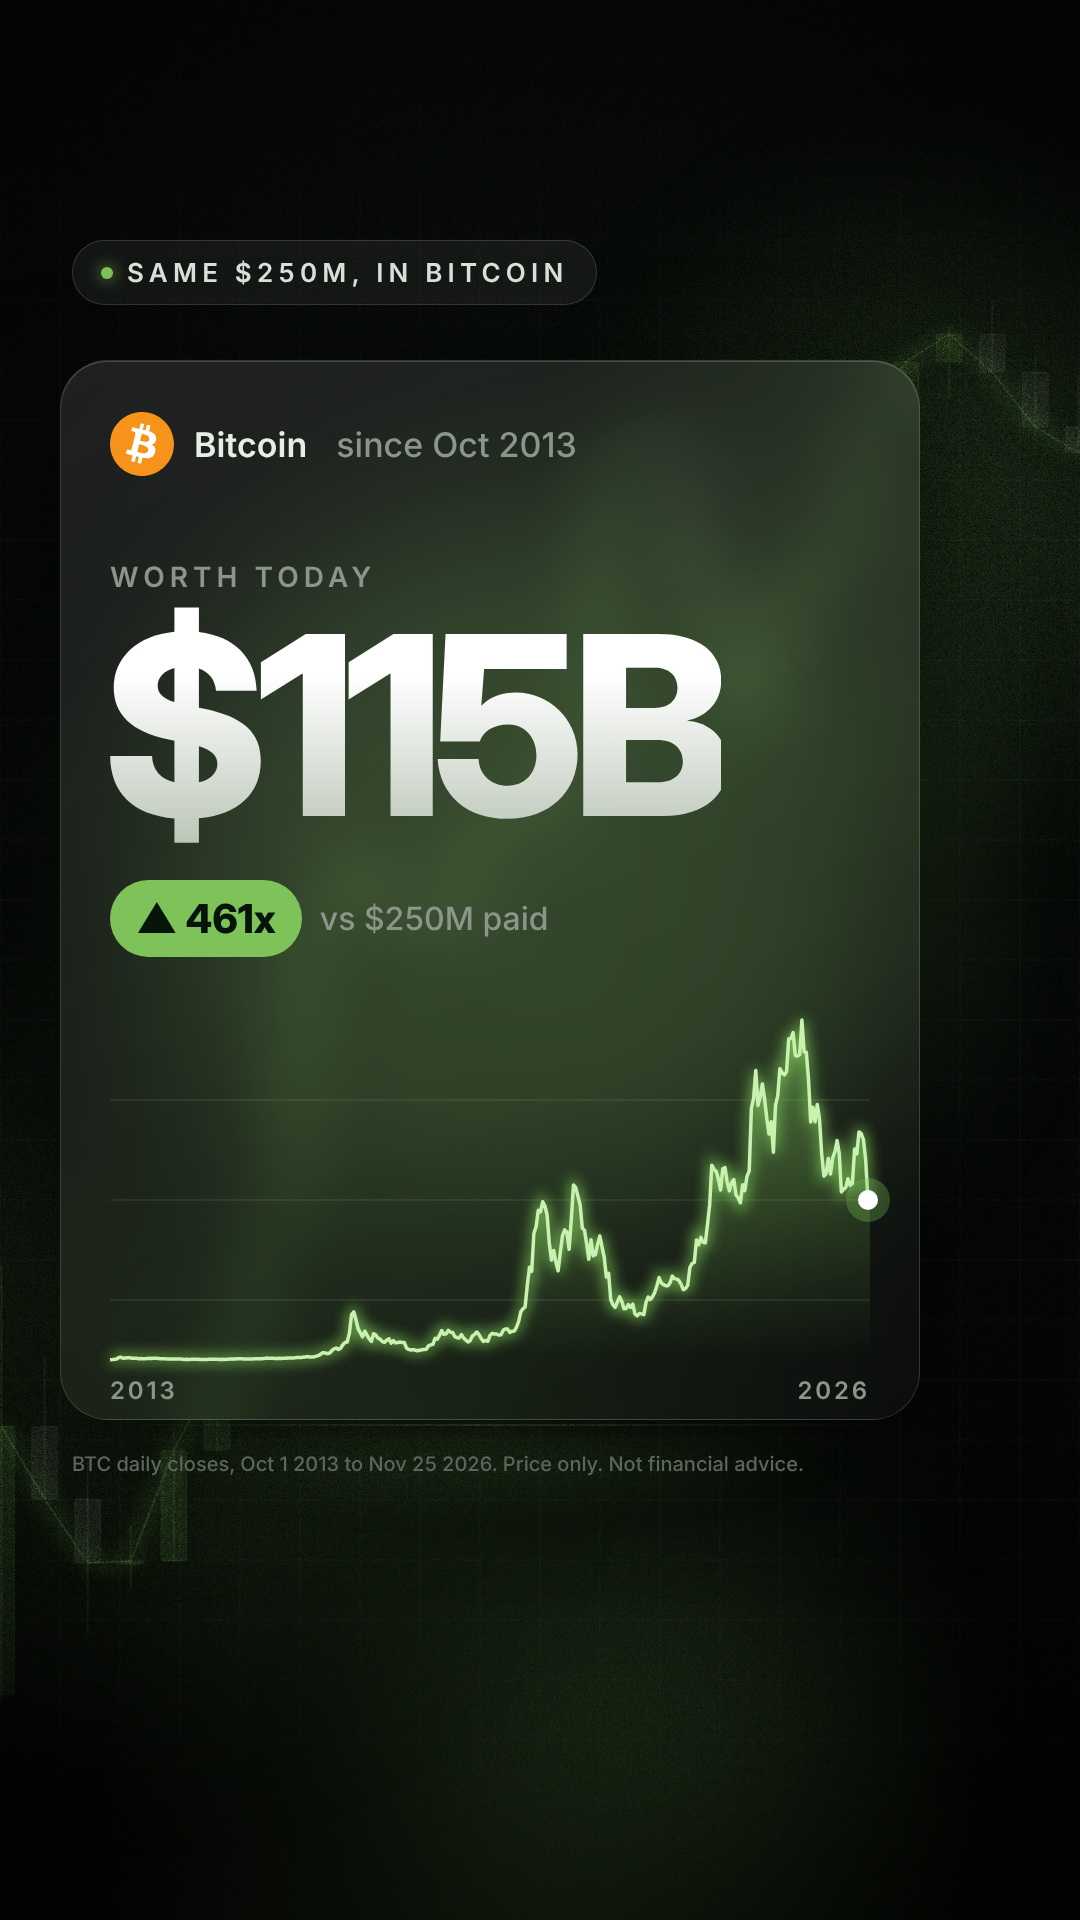 SAME $250M, IN BITCOIN
Bitcoin since Oct 2013
WORTH TODAY
$115B
▲ 461x vs $250M paid
2013 2026
BTC daily closes, Oct 1 2013 to Nov 25 2026. Price only. Not financial advice.